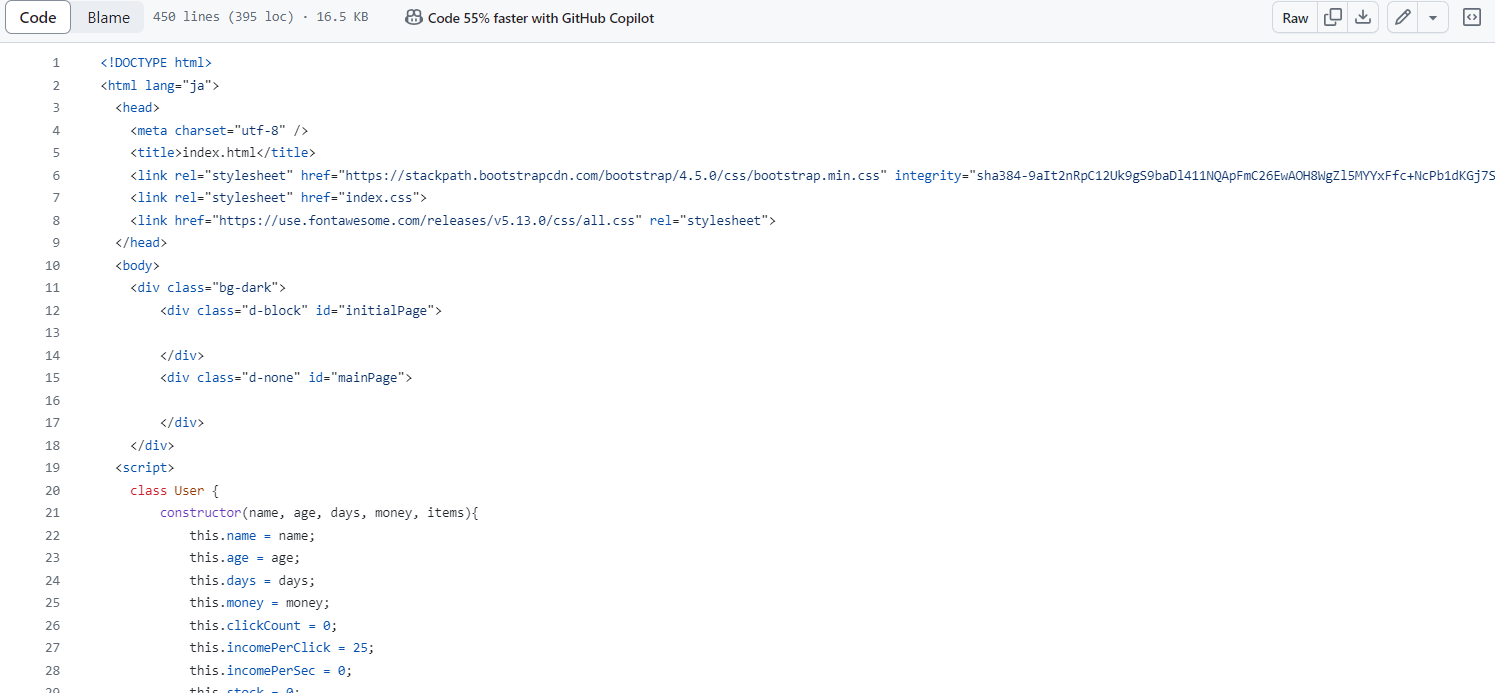 Code Blame 450 lines (395 loc) · 16.5 KB Code 55% faster with GitHub Copilot Raw
1 <!DOCTYPE html>
2 <html lang="ja">
3 <head>
4 <meta charset="utf-8" />
5 <title>index.html</title>
6 <link rel="stylesheet" href="https://stackpath.bootstrapcdn.com/bootstrap/4.5.0/css/bootstrap.min.css" integrity="sha384-9aIt2nRpC12Uk9gS9baDl411NQApFmC26EwAOH8WgZl5MYYxFfc+NcPb1dKGj7S
7 <link rel="stylesheet" href="index.css">
8 <link href="https://use.fontawesome.com/releases/v5.13.0/css/all.css" rel="stylesheet">
9 </head>
10 <body>
11 <div class="bg-dark">
12 <div class="d-block" id="initialPage">
13
14 </div>
15 <div class="d-none" id="mainPage">
16
17 </div>
18 </div>
19 <script>
20 class User {
21 constructor(name, age, days, money, items){
22 this.name = name;
23 this.age = age;
24 this.days = days;
25 this.money = money;
26 this.clickCount = 0;
27 this.incomePerClick = 25;
28 this.incomePerSec = 0;
29 this.stock = 0;